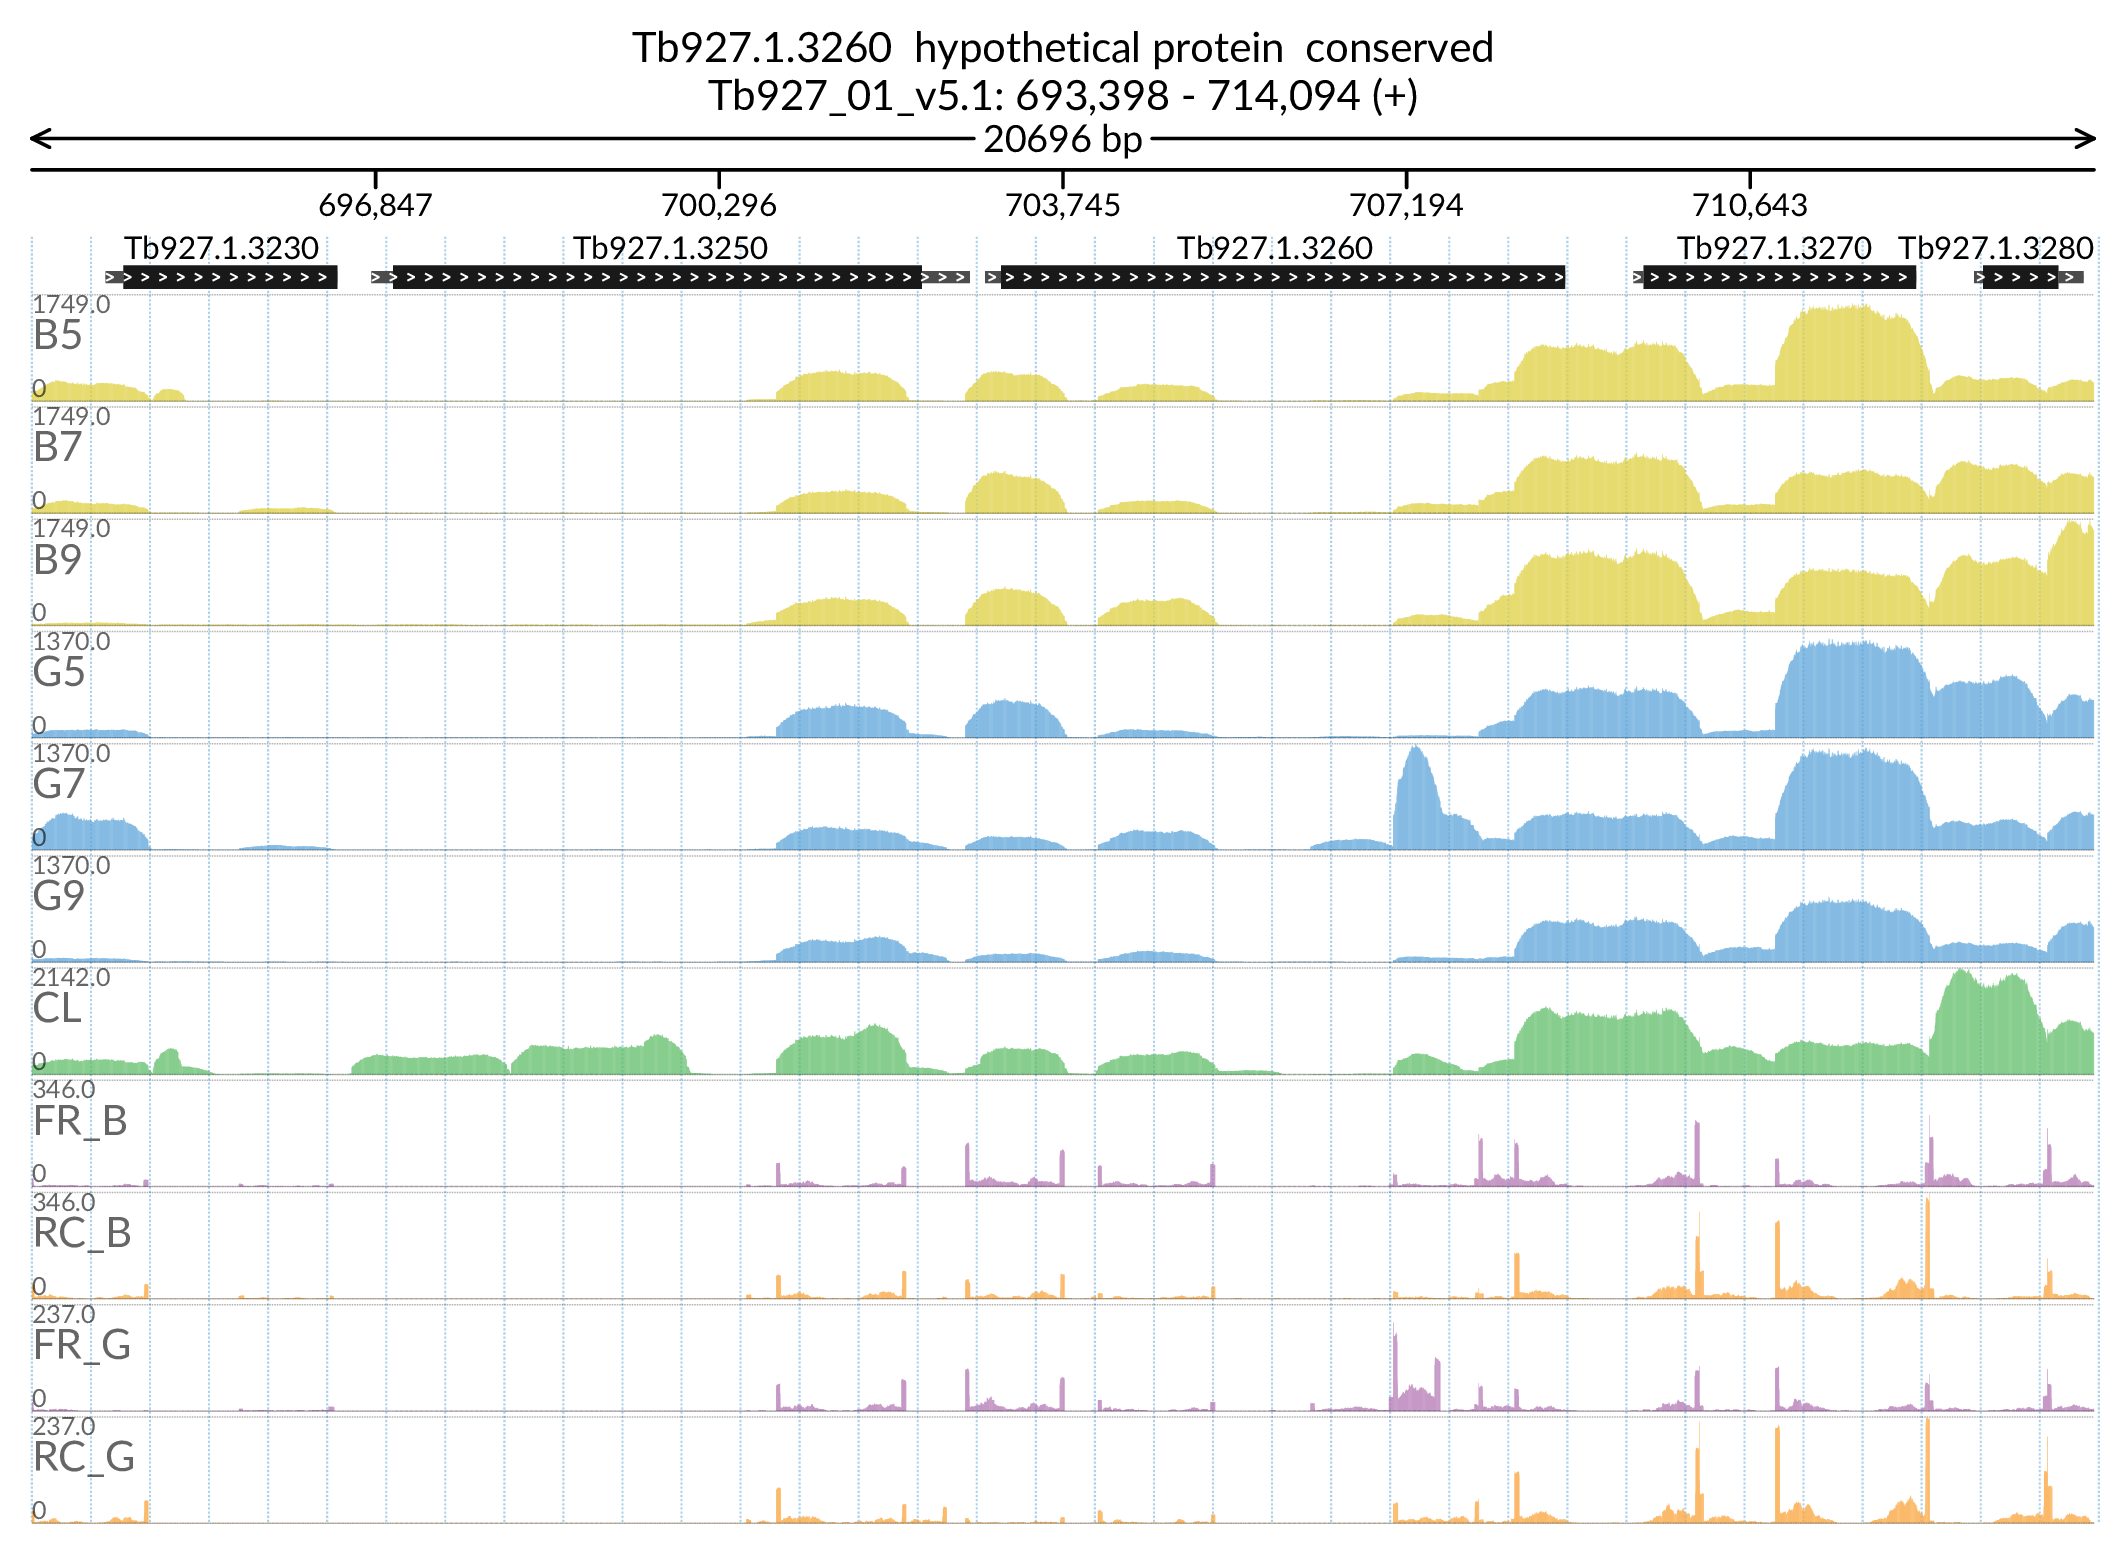 Tb927.1.3260 hypothetical protein conserved
Tb927_01_v5.1: 693,398 - 714,094 (+)
20696 bp
696,847 700,296 703,745 707,194 710,643
Tb927.1.3230 Tb927.1.3250 Tb927.1.3260 Tb927.1.3270 Tb927.1.3280
1749.0
B5
0
1749.0
B7
0
1749.0
B9
0
1370.0
G5
0
1370.0
G7
0
1370.0
G9
0
2142.0
CL
0
346.0
FR_B
0
346.0
RC_B
0
237.0
FR_G
0
237.0
RC_G
0